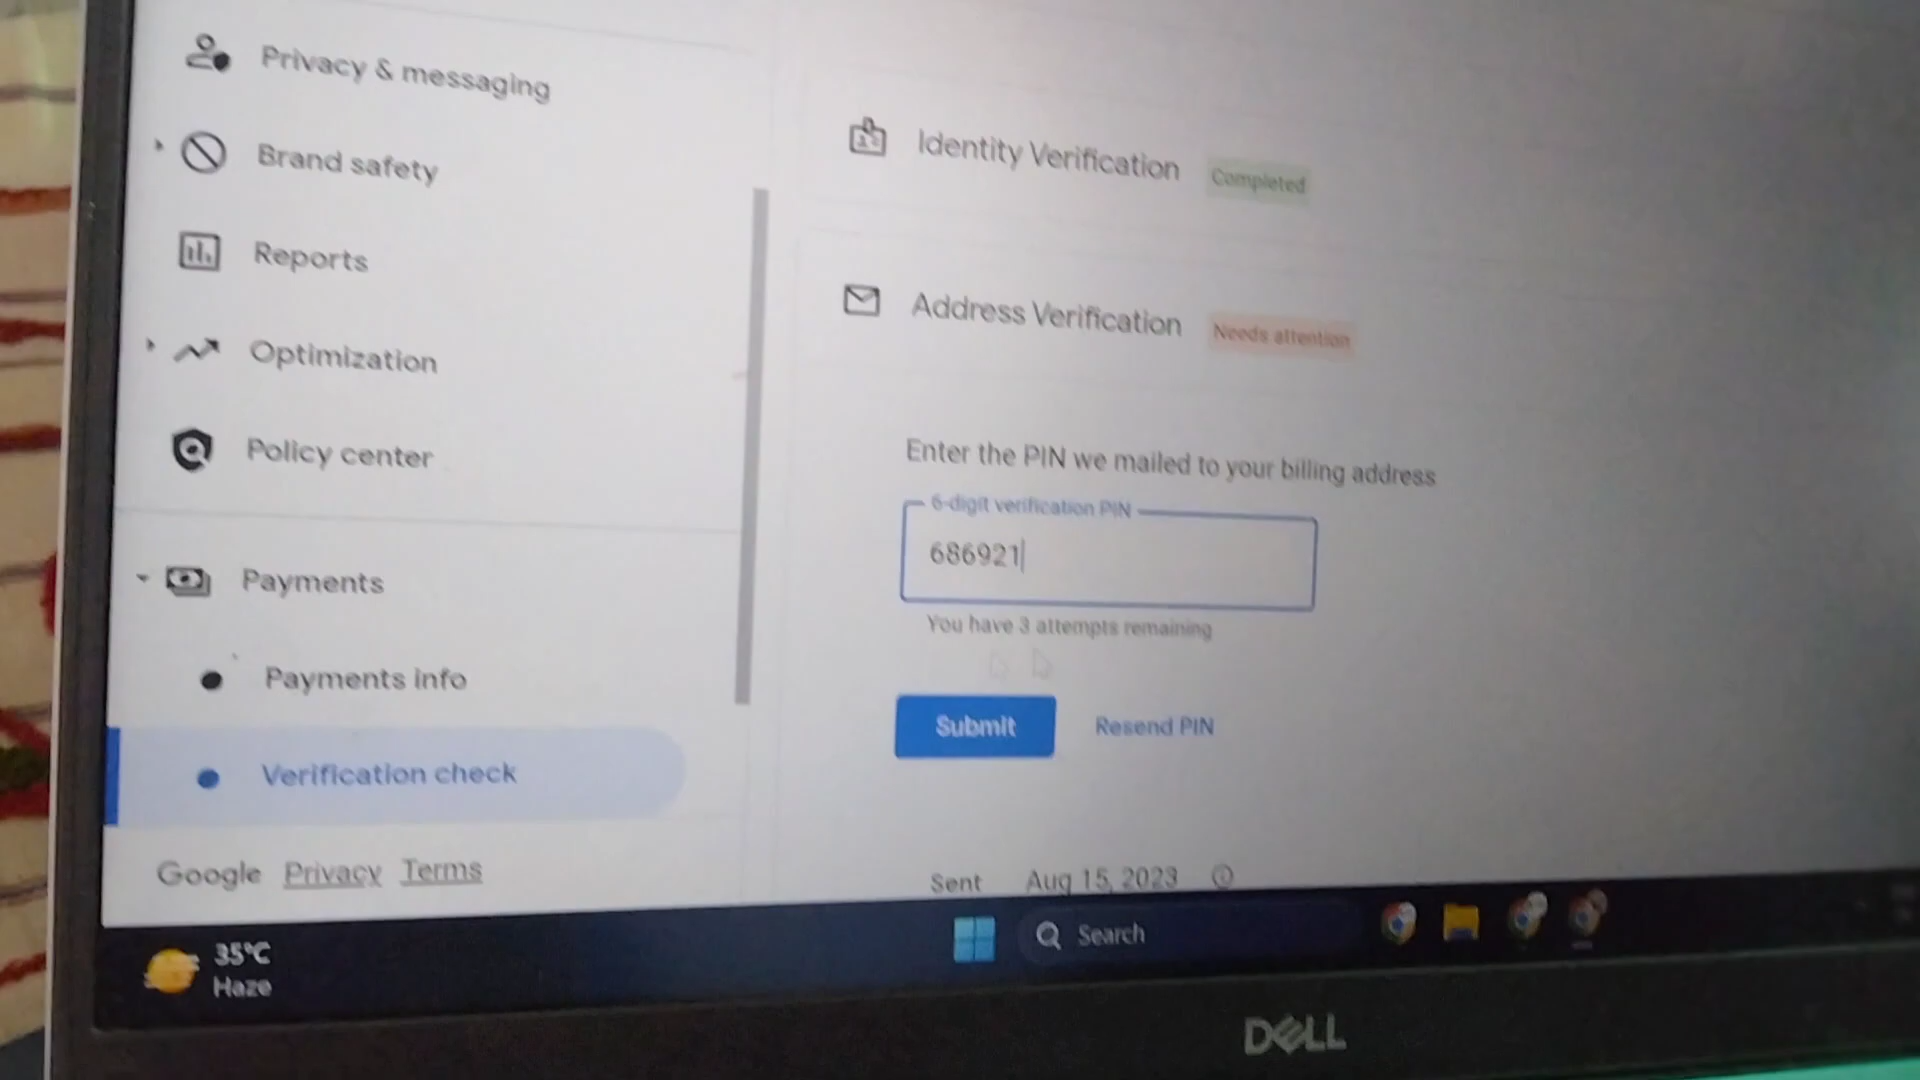 Privacy & messaging
Brand safety
Reports
Optimization
Policy center
Payments
Payments info
Verification check
Google Privacy Terms
Identity Verification Completed
Address Verification Needs attention
Enter the PIN we mailed to your billing address
6-digit verification PIN
686921
You have 3 attempts remaining
Submit Resend PIN
Sent Aug 15, 2023
35°C
Haze
Search
DELL